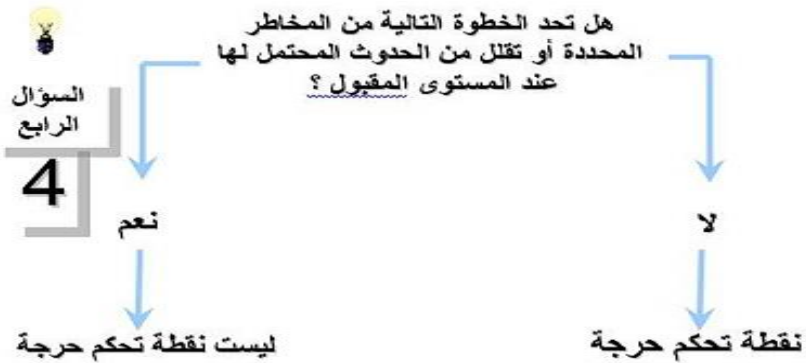 هل تحد الخطوة التالية من المخاطر
المحددة أو تقلل من الحدوث المحتمل لها
عند المستوى المقبول ؟
السؤال
الرابع
4
لا
نعم
نقطة تحكم حرجة
ليست نقطة تحكم حرجة